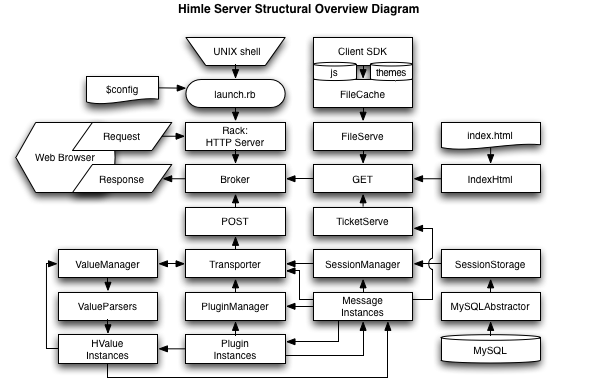 Himle Server Structural Overview Diagram
UNIX shell
Client SDK
js
themes
$config
launch.rb
FileCache
Request
Rack:
HTTP Server
FileServe
index.html
Web Browser
Response
Broker
GET
IndexHtml
POST
TicketServe
ValueManager
Transporter
SessionManager
SessionStorage
ValueParsers
PluginManager
Message
Instances
MySQLAbstractor
HValue
Instances
Plugin
Instances
MySQL